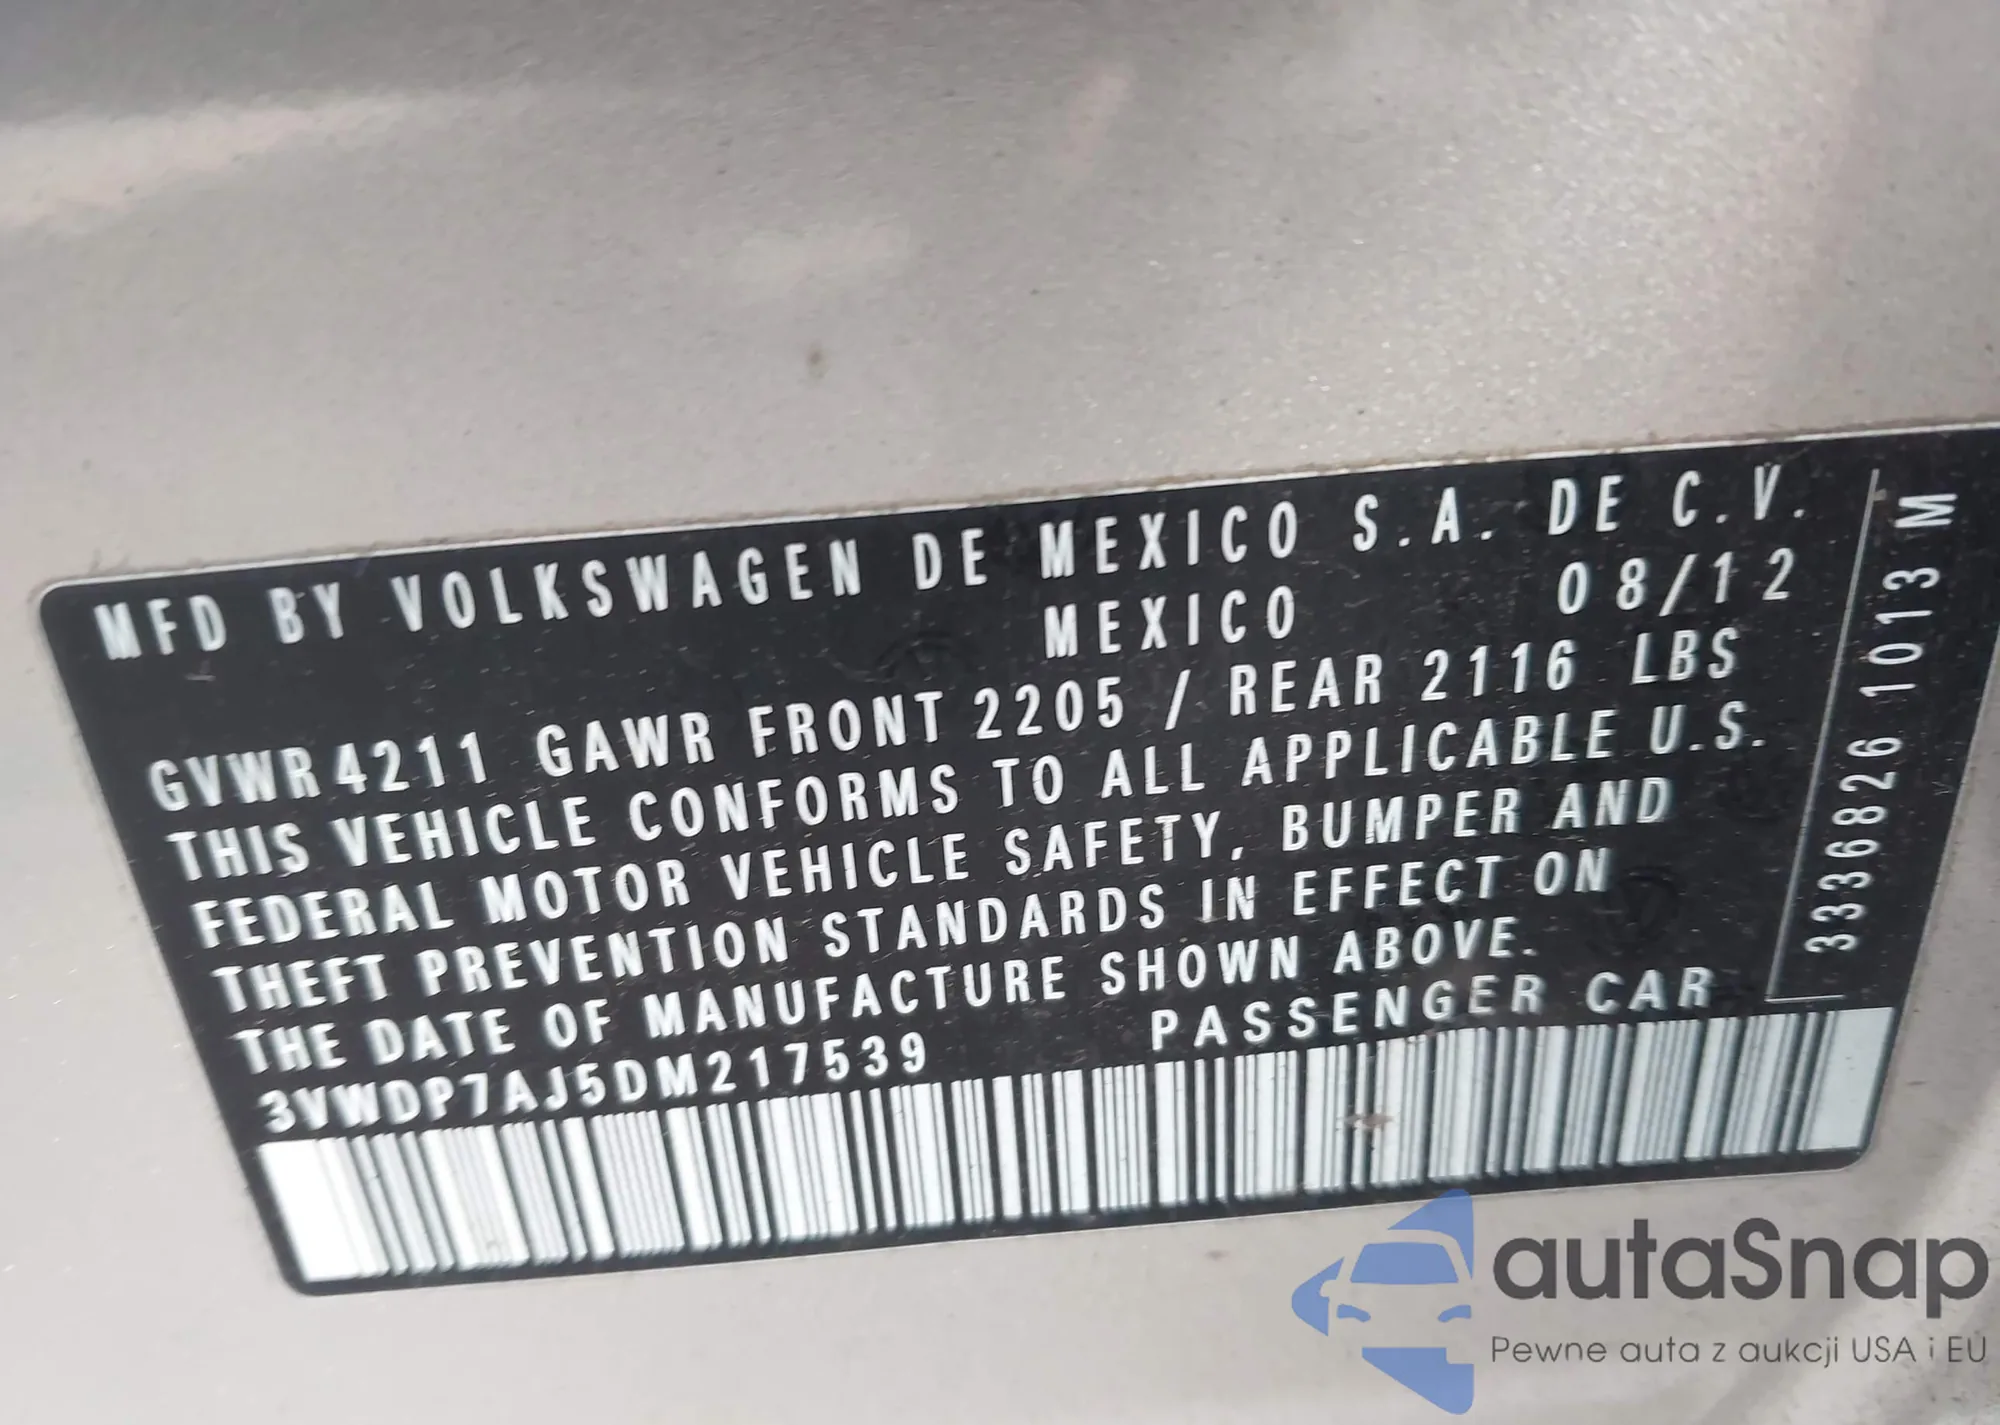 MFD BY VOLKSWAGEN DE MEXICO S.A. DE C.V.
MEXICO 08/12
GVWR 4211 GAWR FRONT 2205 / REAR 2116 LBS
THIS VEHICLE CONFORMS TO ALL APPLICABLE U.S.
FEDERAL MOTOR VEHICLE SAFETY, BUMPER AND
THEFT PREVENTION STANDARDS IN EFFECT ON
THE DATE OF MANUFACTURE SHOWN ABOVE.
3VWDP7AJ5DM217539 PASSENGER CAR
3336826 1013 M
autaSnap
Pewne auta z aukcji USA i EU